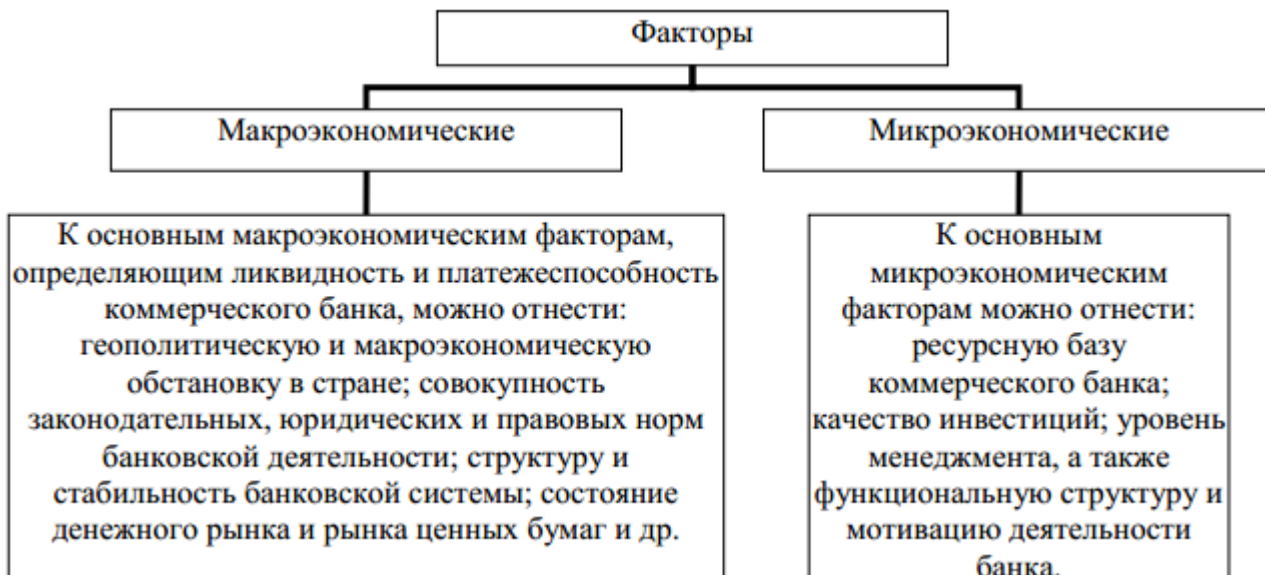 Факторы
Макроэкономические
Микроэкономические
К основным макроэкономическим факторам,
определяющим ликвидность и платежеспособность
коммерческого банка, можно отнести:
геополитическую и макроэкономическую
обстановку в стране; совокупность
законодательных, юридических и правовых норм
банковской деятельности; структуру и
стабильность банковской системы; состояние
денежного рынка и рынка ценных бумаг и др.
К основным
микроэкономическим
факторам можно отнести:
ресурсную базу
коммерческого банка;
качество инвестиций; уровень
менеджмента, а также
функциональную структуру и
мотивацию деятельности
банка.